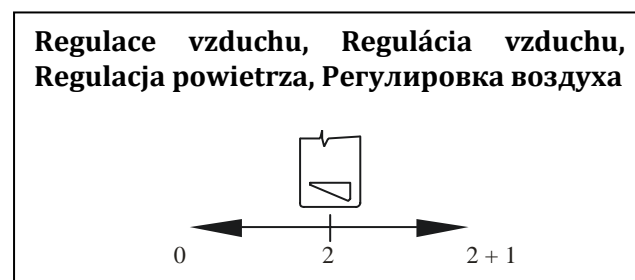 Regulace vzduchu, Regulácia vzduchu,
Regulacja powietrza, Регулировка воздуха
0 2 2 + 1